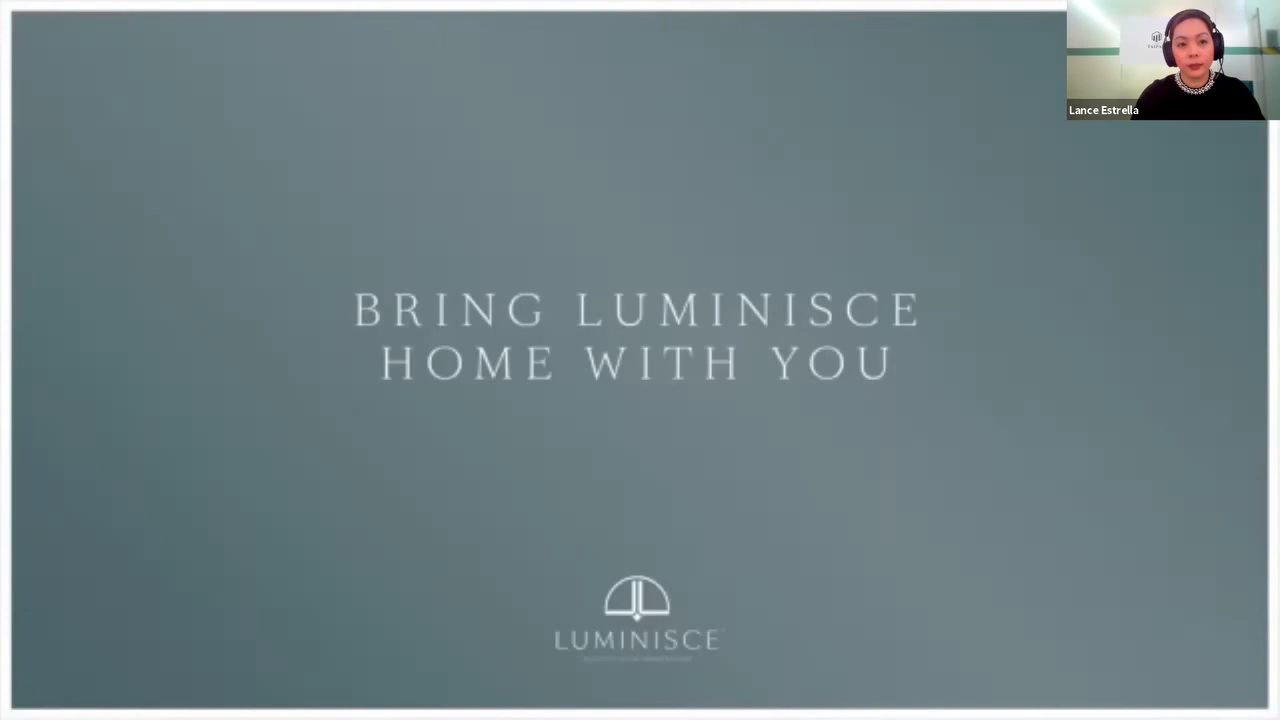 Lance Estrella
BRING LUMINISCE
HOME WITH YOU
LUMINISCE